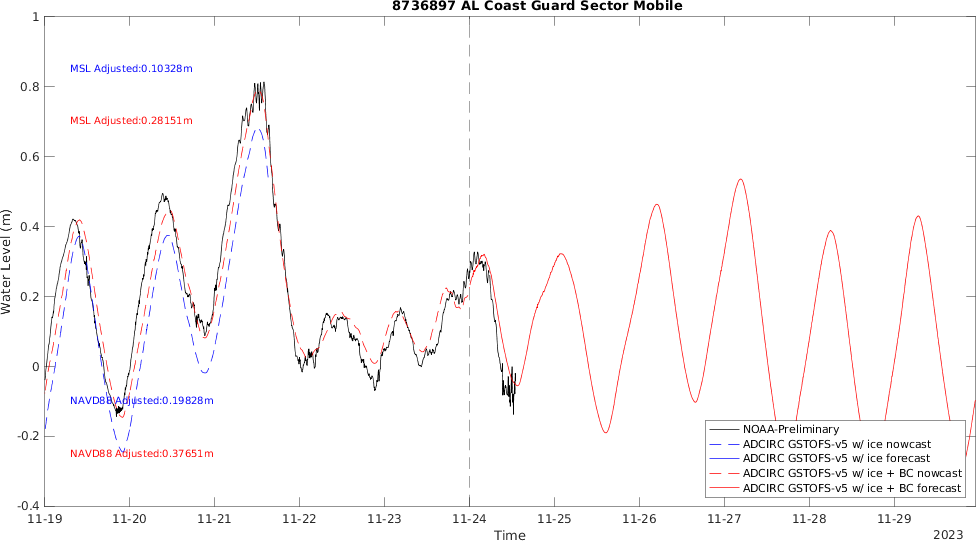 8736897 AL Coast Guard Sector Mobile
1
0.8
0.6
0.4
0.2
0
-0.2
-0.4
Water Level (m)
MSL Adjusted:0.10328m
MSL Adjusted:0.28151m
NAVD88 Adjusted:0.19828m
NAVD88 Adjusted:0.37651m
NOAA-Preliminary
ADCIRC GSTOFS-v5 w/ ice nowcast
ADCIRC GSTOFS-v5 w/ ice forecast
ADCIRC GSTOFS-v5 w/ ice + BC nowcast
ADCIRC GSTOFS-v5 w/ ice + BC forecast
11-19 11-20 11-21 11-22 11-23 11-24 11-25 11-26 11-27 11-28 11-29
Time
2023